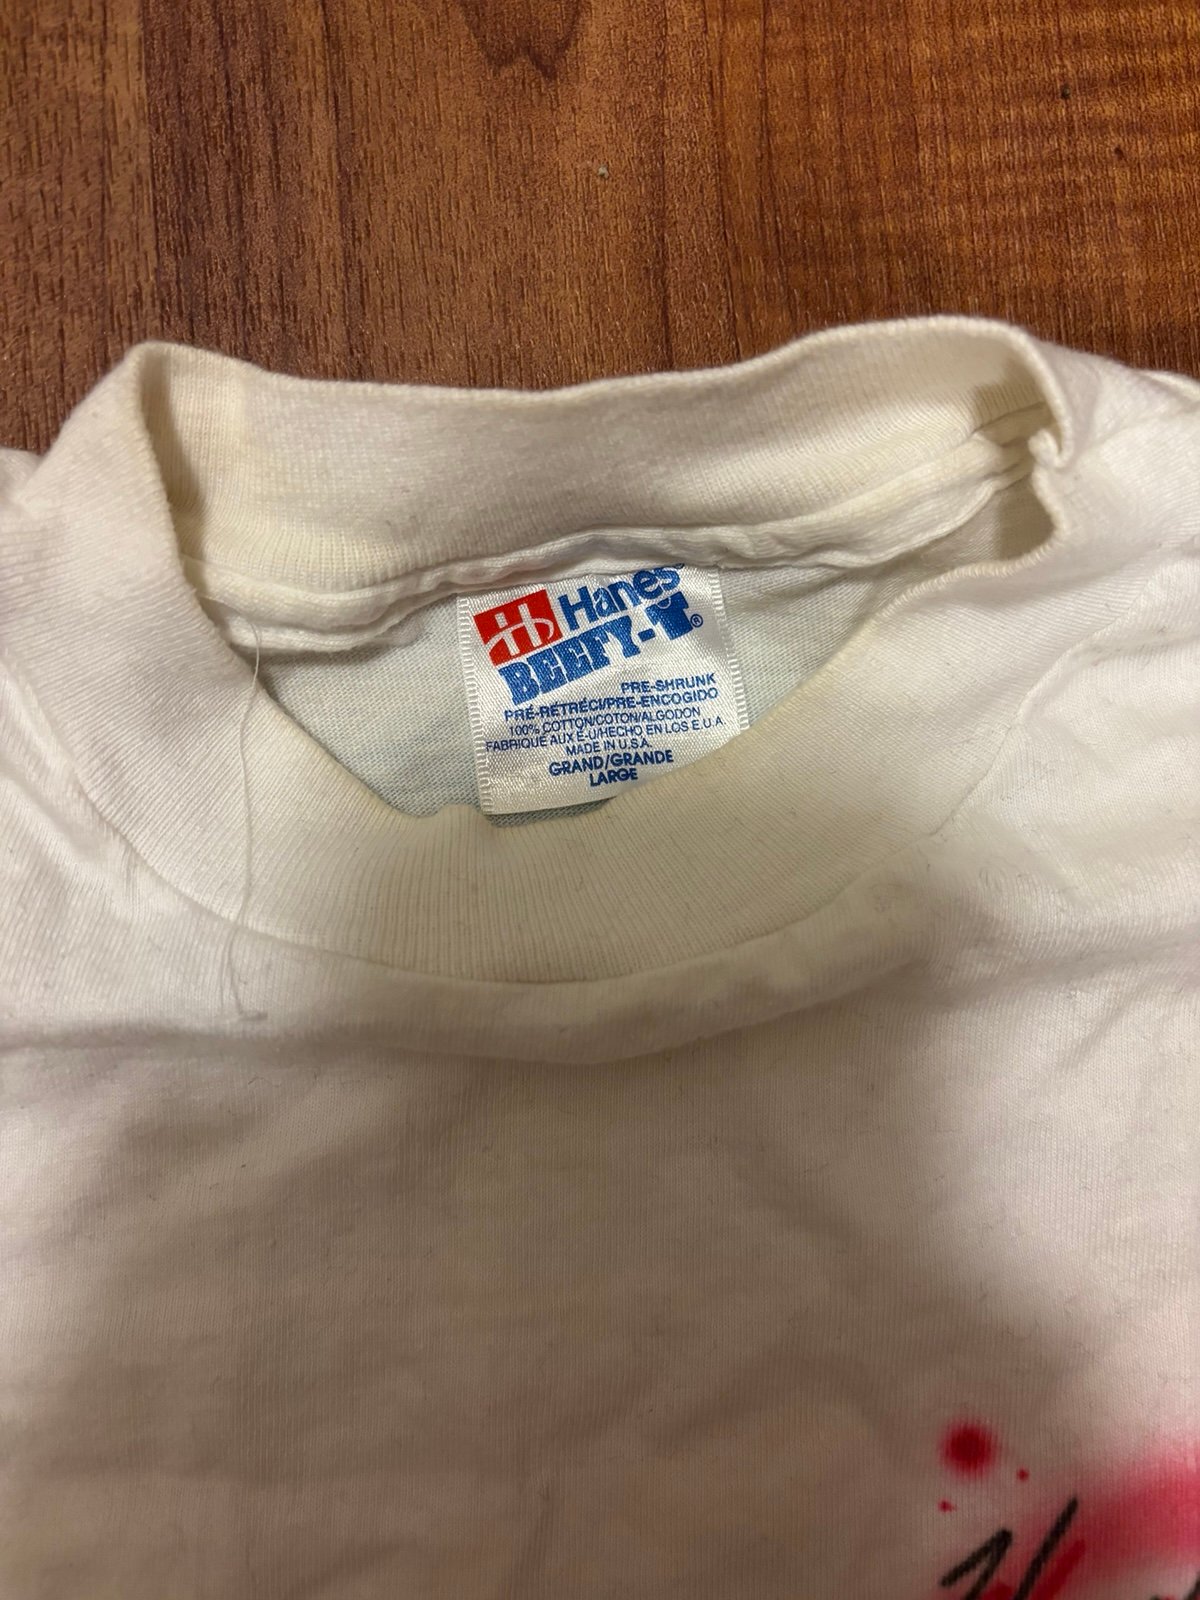 Hanes
BEEFY-T®
PRE-SHRUNK
PRÉ-RÉTRÉCI/PRE-ENCOGIDO
100% COTTON/COTON/ALGODON
FABRIQUÉ AUX É-U/HECHO EN LOS E.U.A.
MADE IN U.S.A.
GRAND/GRANDE
LARGE